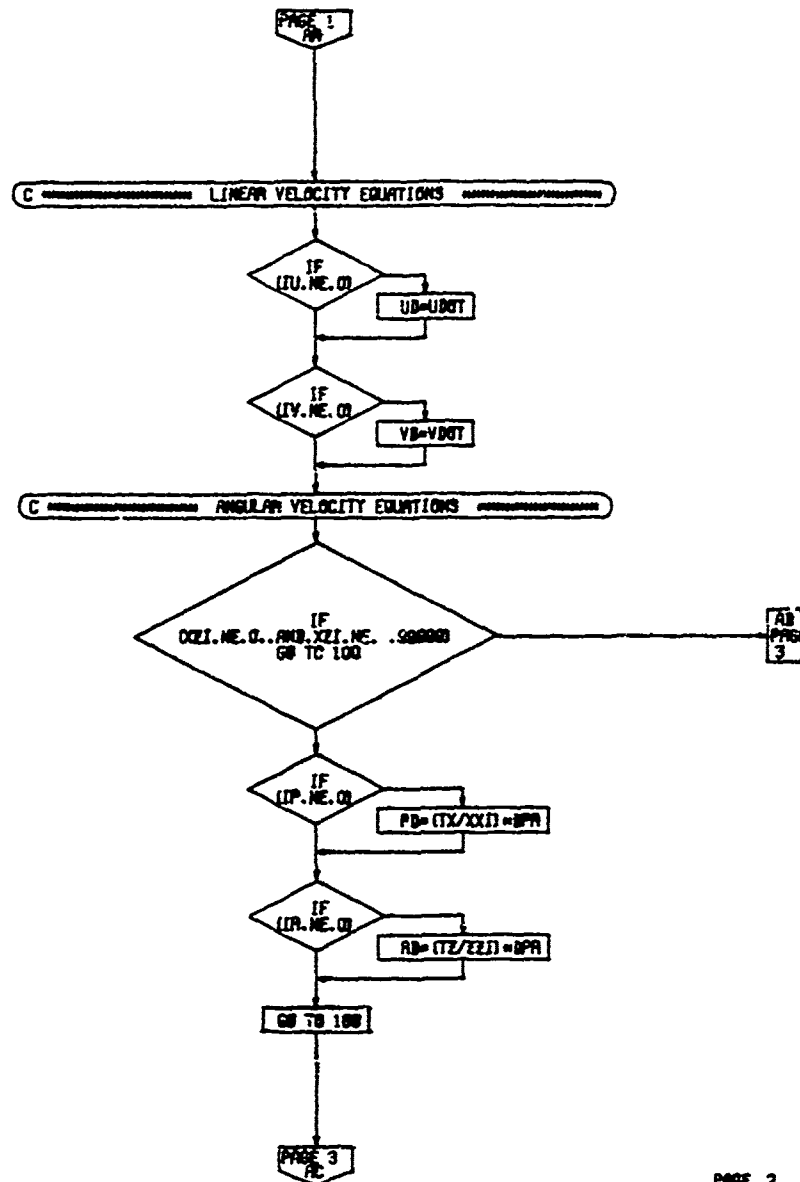 PAGE 1
AA
C LINEAR VELOCITY EQUATIONS
IF
(IU.NE.0)
UD=UDOT
IF
(IV.NE.0)
VD=VDOT
C ANGULAR VELOCITY EQUATIONS
IF
(XZI.NE.0..AND.XZI.NE.
GO TO 100
AB
PAGE
3
IF
(IP.NE.0)
PD=(TX/XXI)*DPR
IF
(IR.NE.0)
RD=(TZ/ZZI)*DPR
GO TO
PAGE 3
AC
PAGE 2